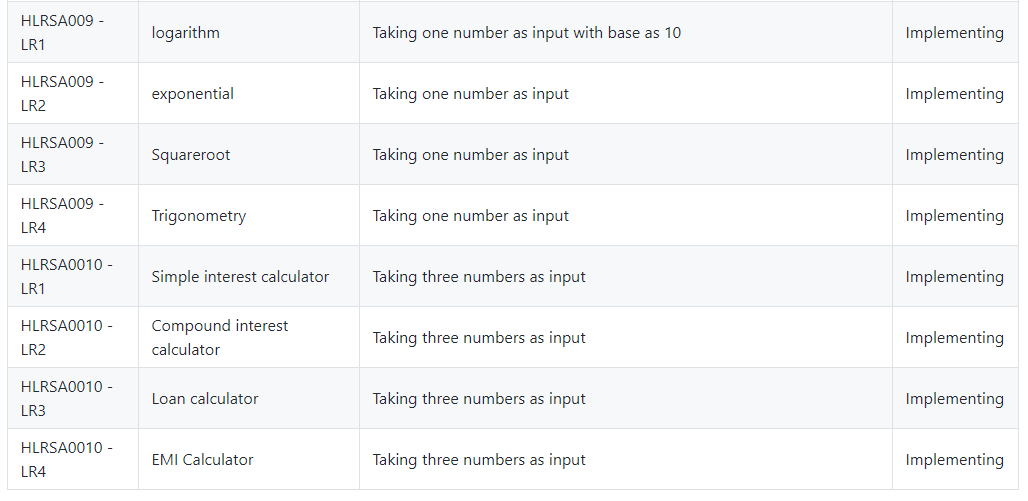 HLRSA009 -
LR1
logarithm
Taking one number as input with base as 10
Implementing
HLRSA009 -
LR2
exponential
Taking one number as input
Implementing
HLRSA009 -
LR3
Squareroot
Taking one number as input
Implementing
HLRSA009 -
LR4
Trigonometry
Taking one number as input
Implementing
HLRSA0010 -
LR1
Simple interest calculator
Taking three numbers as input
Implementing
HLRSA0010 -
LR2
Compound interest
calculator
Taking three numbers as input
Implementing
HLRSA0010 -
LR3
Loan calculator
Taking three numbers as input
Implementing
HLRSA0010 -
LR4
EMI Calculator
Taking three numbers as input
Implementing